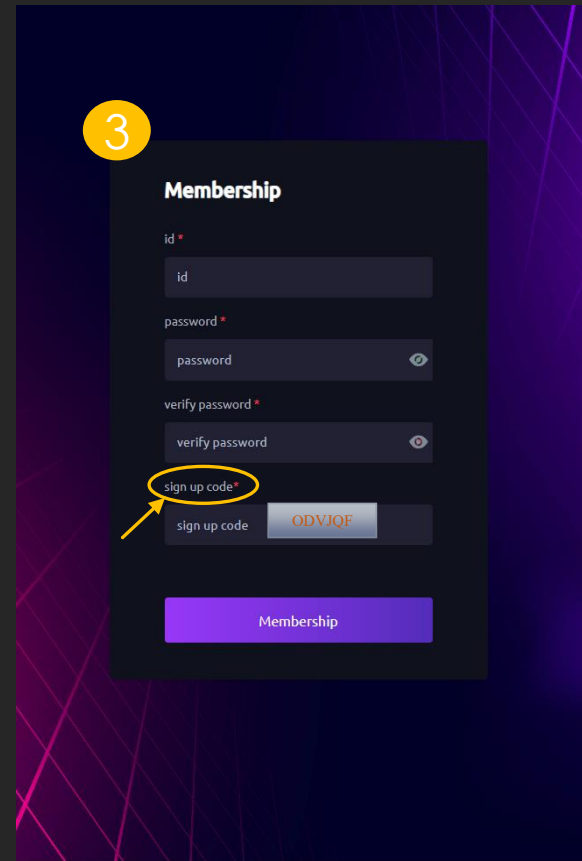 3
Membership
id *
id
password *
password
verify password *
verify password
sign up code*
sign up code ODVJQF
Membership